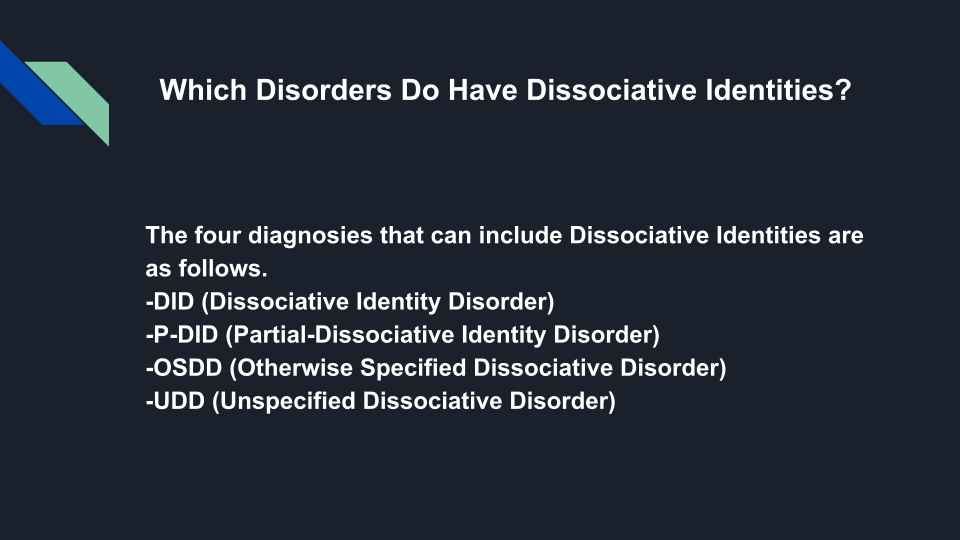 Which Disorders Do Have Dissociative Identities?
The four diagnosies that can include Dissociative Identities are
as follows.
-DID (Dissociative Identity Disorder)
-P-DID (Partial-Dissociative Identity Disorder)
-OSDD (Otherwise Specified Dissociative Disorder)
-UDD (Unspecified Dissociative Disorder)